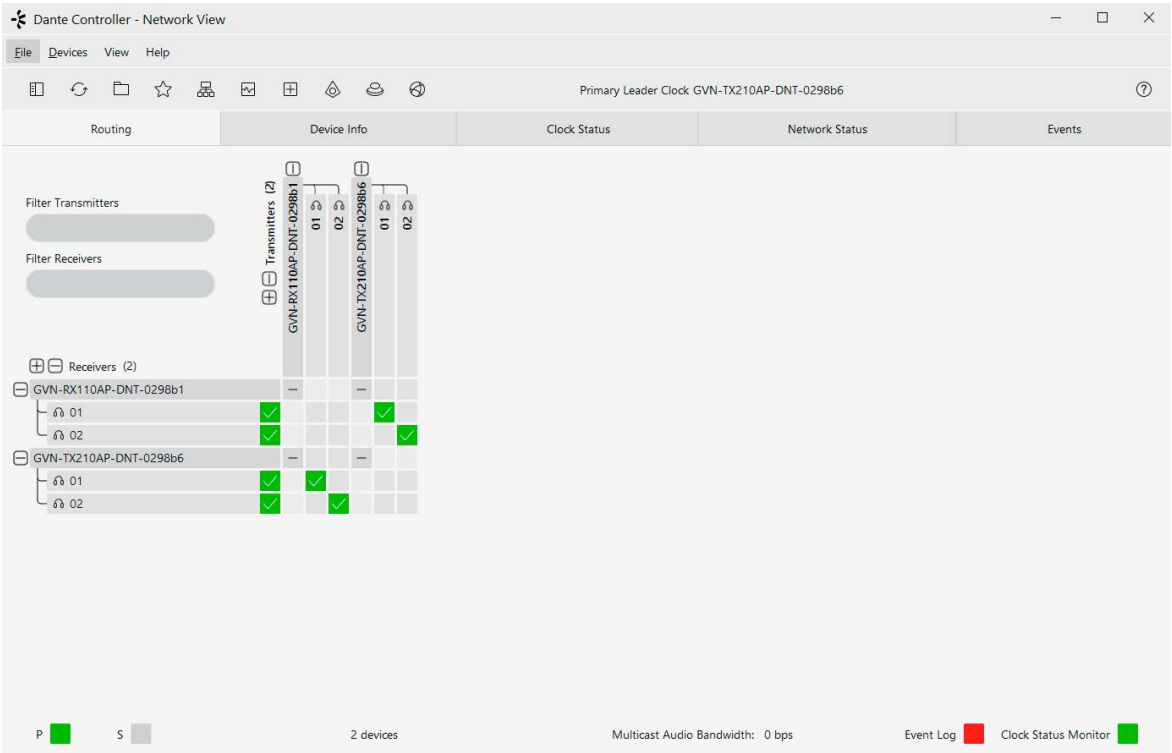 Dante Controller - Network View
File Devices View Help
Primary Leader Clock GVN-TX210AP-DNT-0298b6
Routing Device Info Clock Status Network Status Events
Filter Transmitters
Filter Receivers
Transmitters (2)
GVN-RX110AP-DNT-0298b1
01
02
GVN-TX210AP-DNT-0298b6
01
02
Receivers (2)
GVN-RX110AP-DNT-0298b1
01
02
GVN-TX210AP-DNT-0298b6
01
02
P S 2 devices Multicast Audio Bandwidth: 0 bps Event Log Clock Status Monitor